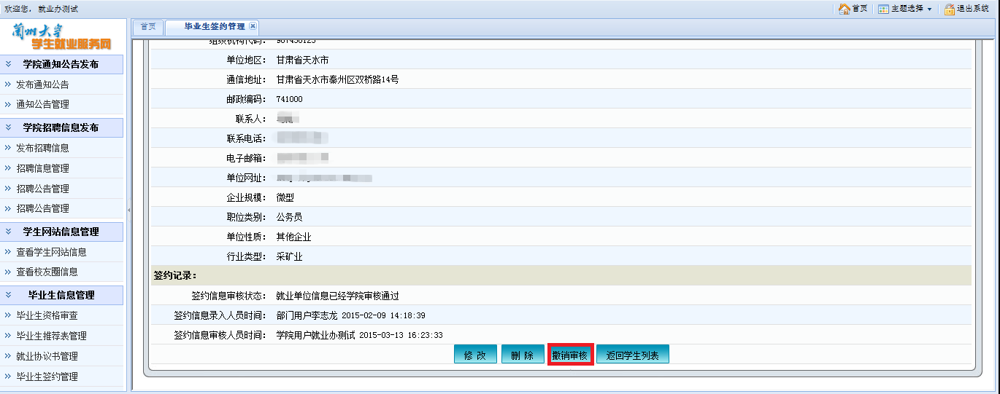 欢迎您, 就业办测试
首页 主题选择 退出系统
兰州大学
学生就业服务网
首页 毕业生签约管理
学院通知公告发布
发布通知公告
通知公告管理
学院招聘信息发布
发布招聘信息
招聘信息管理
招聘公告管理
招聘公告管理
学生网站信息管理
查看学生网站信息
查看校友圈信息
毕业生信息管理
毕业生资格审查
毕业生推荐表管理
就业协议书管理
毕业生签约管理
组织机构代码:
单位地区: 甘肃省天水市
通信地址: 甘肃省天水市秦州区双桥路14号
邮政编码: 741000
联系人:
联系电话:
电子邮箱:
单位网址:
企业规模: 微型
职位类别: 公务员
单位性质: 其他企业
行业类型: 采矿业
签约记录:
签约信息审核状态: 就业单位信息已经学院审核通过
签约信息录入人员时间: 部门用户李志龙 2015-02-09 14:18:39
签约信息审核人员时间: 学院用户就业办测试 2015-03-13 16:23:33
修 改 删 除 撤销审核 返回学生列表